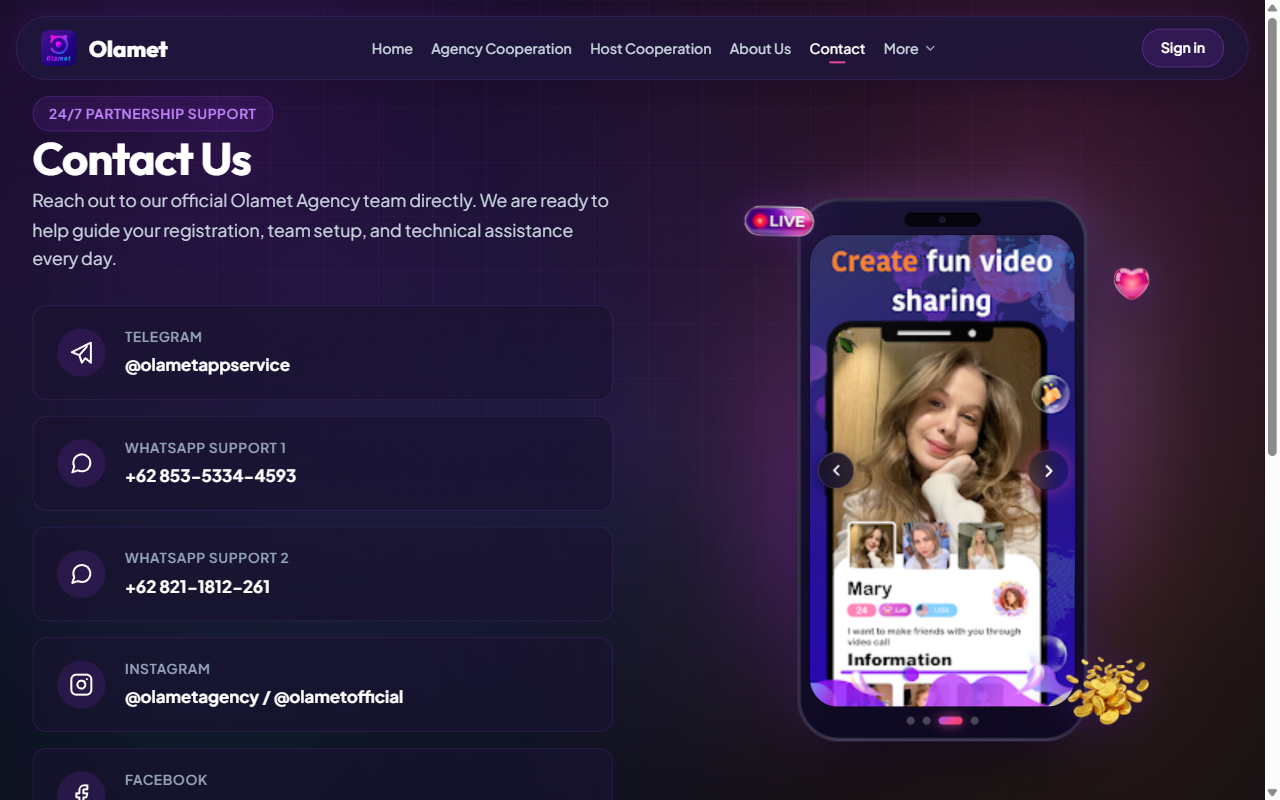 Olamet
Olamet
Home
Agency Cooperation
Host Cooperation
About Us
Contact
More
Sign in
24/7 PARTNERSHIP SUPPORT
Contact Us
Reach out to our official Olamet Agency team directly. We are ready to
help guide your registration, team setup, and technical assistance
every day.
TELEGRAM
@olametappservice
WHATSAPP SUPPORT 1
+62 853-5334-4593
WHATSAPP SUPPORT 2
+62 821-1812-261
INSTAGRAM
@olametagency / @olametofficial
FACEBOOK
LIVE
Create fun video
sharing
Mary
24
Luti
USA
I want to make friends with you through
video call
Information